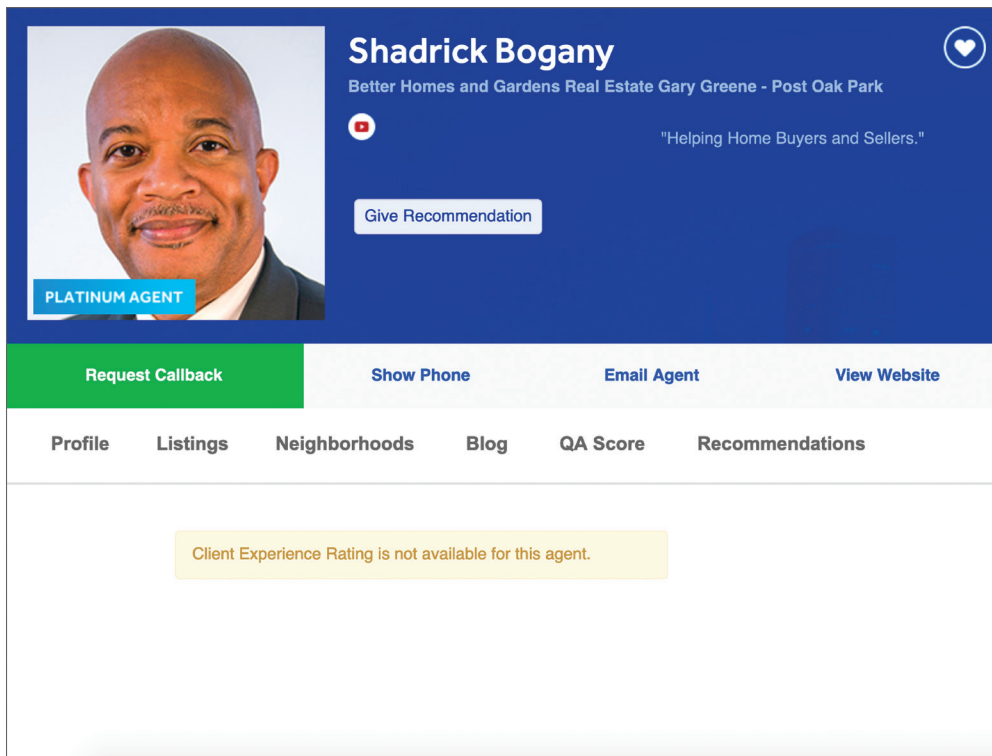 Shadrick Bogany
Better Homes and Gardens Real Estate Gary Greene - Post Oak Park
"Helping Home Buyers and Sellers."
Give Recommendation
PLATINUM AGENT
Request Callback
Show Phone
Email Agent
View Website
Profile
Listings
Neighborhoods
Blog
QA Score
Recommendations
Client Experience Rating is not available for this agent.